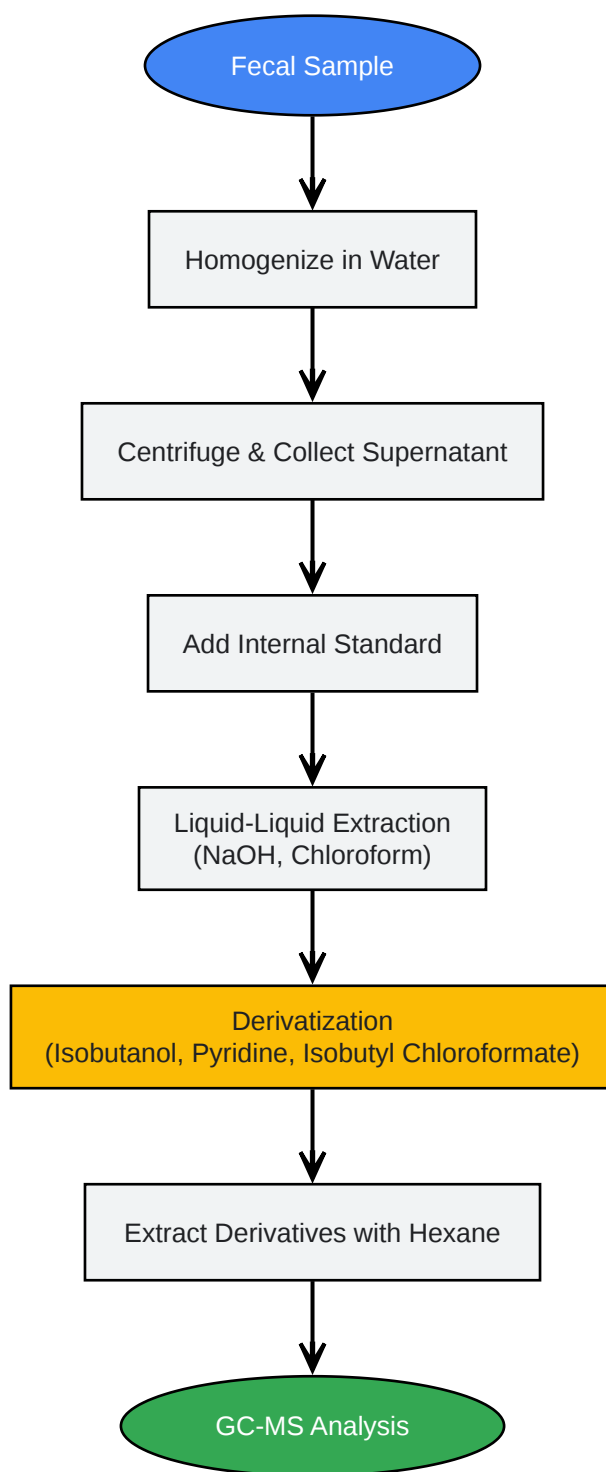 Fecal Sample
Homogenize in Water
Centrifuge & Collect Supernatant
Add Internal Standard
Liquid-Liquid Extraction
(NaOH, Chloroform)
Derivatization
(Isobutanol, Pyridine, Isobutyl Chloroformate)
Extract Derivatives with Hexane
GC-MS Analysis